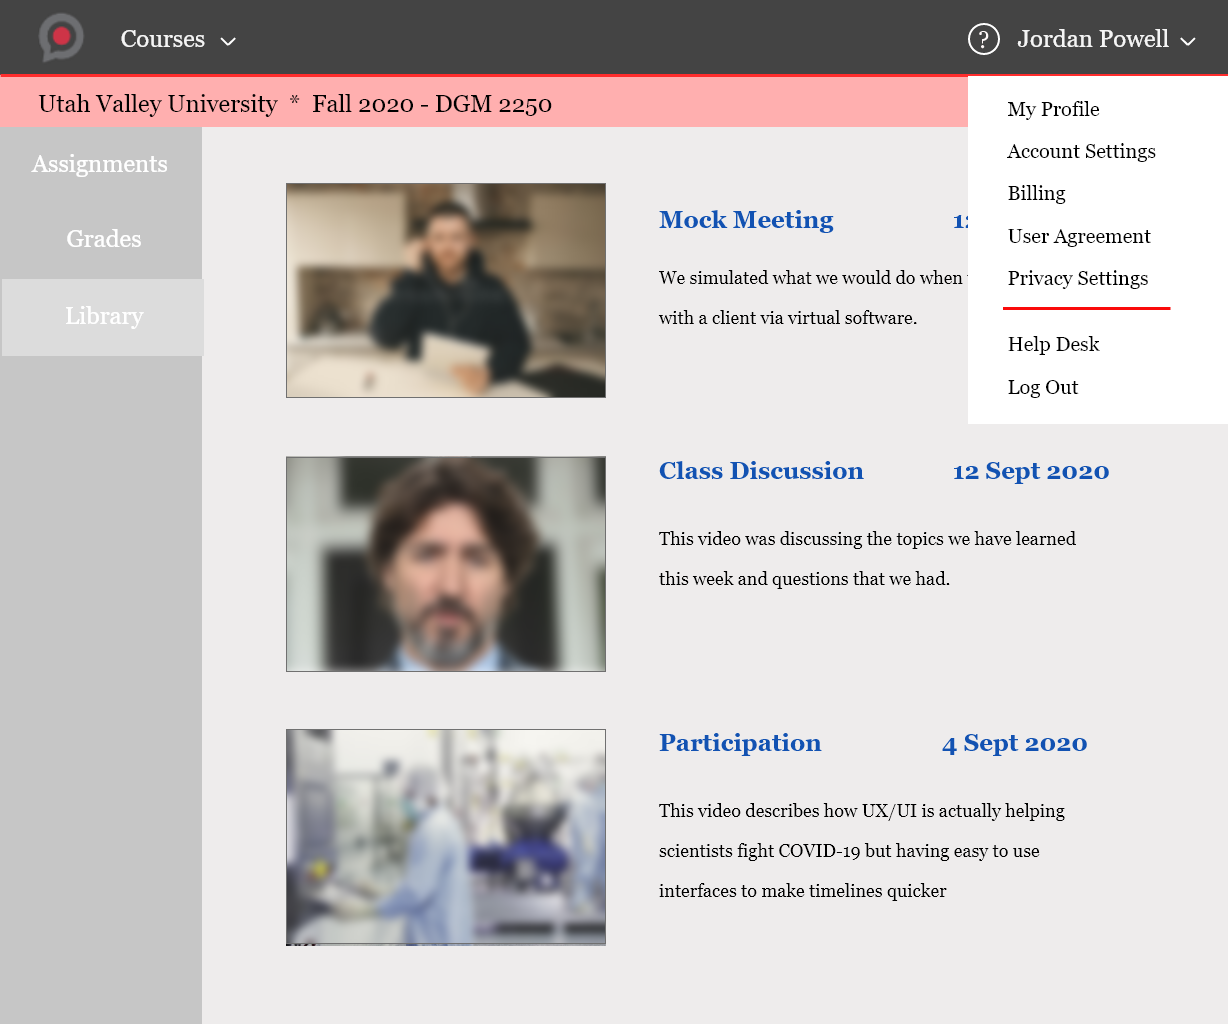 Courses
? Jordan Powell
Utah Valley University * Fall 2020 - DGM 2250
My Profile
Account Settings
Billing
User Agreement
Privacy Settings
Help Desk
Log Out
Assignments
Grades
Library
Mock Meeting
We simulated what we would do when
with a client via virtual software.
Class Discussion 12 Sept 2020
This video was discussing the topics we have learned
this week and questions that we had.
Participation 4 Sept 2020
This video describes how UX/UI is actually helping
scientists fight COVID-19 but having easy to use
interfaces to make timelines quicker